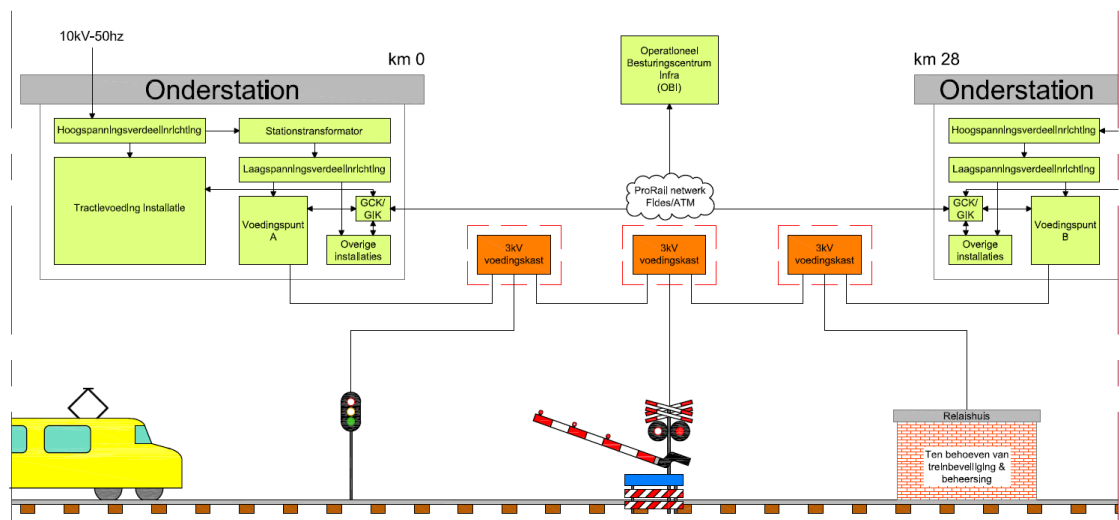 10kV-50hz
km 0
Onderstation
Hoogspanningsverdeelinrichting
Stationstransformator
Laagspanningsverdeelinrichting
Tractievoeding installatie
Voedingspunt
A
GCK/
GIK
Overige
installaties
Operationeel
Besturingscentrum
Infra
(OBI)
ProRail netwerk
Fides/ATM
km 28
Onderstation
Hoogspanningsverdeelinrichting
Laagspanningsverdeelinrichting
GCK/
GIK
Voedingspunt
B
Overige
installaties
3kV
voedingskast
3kV
voedingskast
3kV
voedingskast
Relaishuis
Ten behoeven van
treinbeveiliging &
beheersing